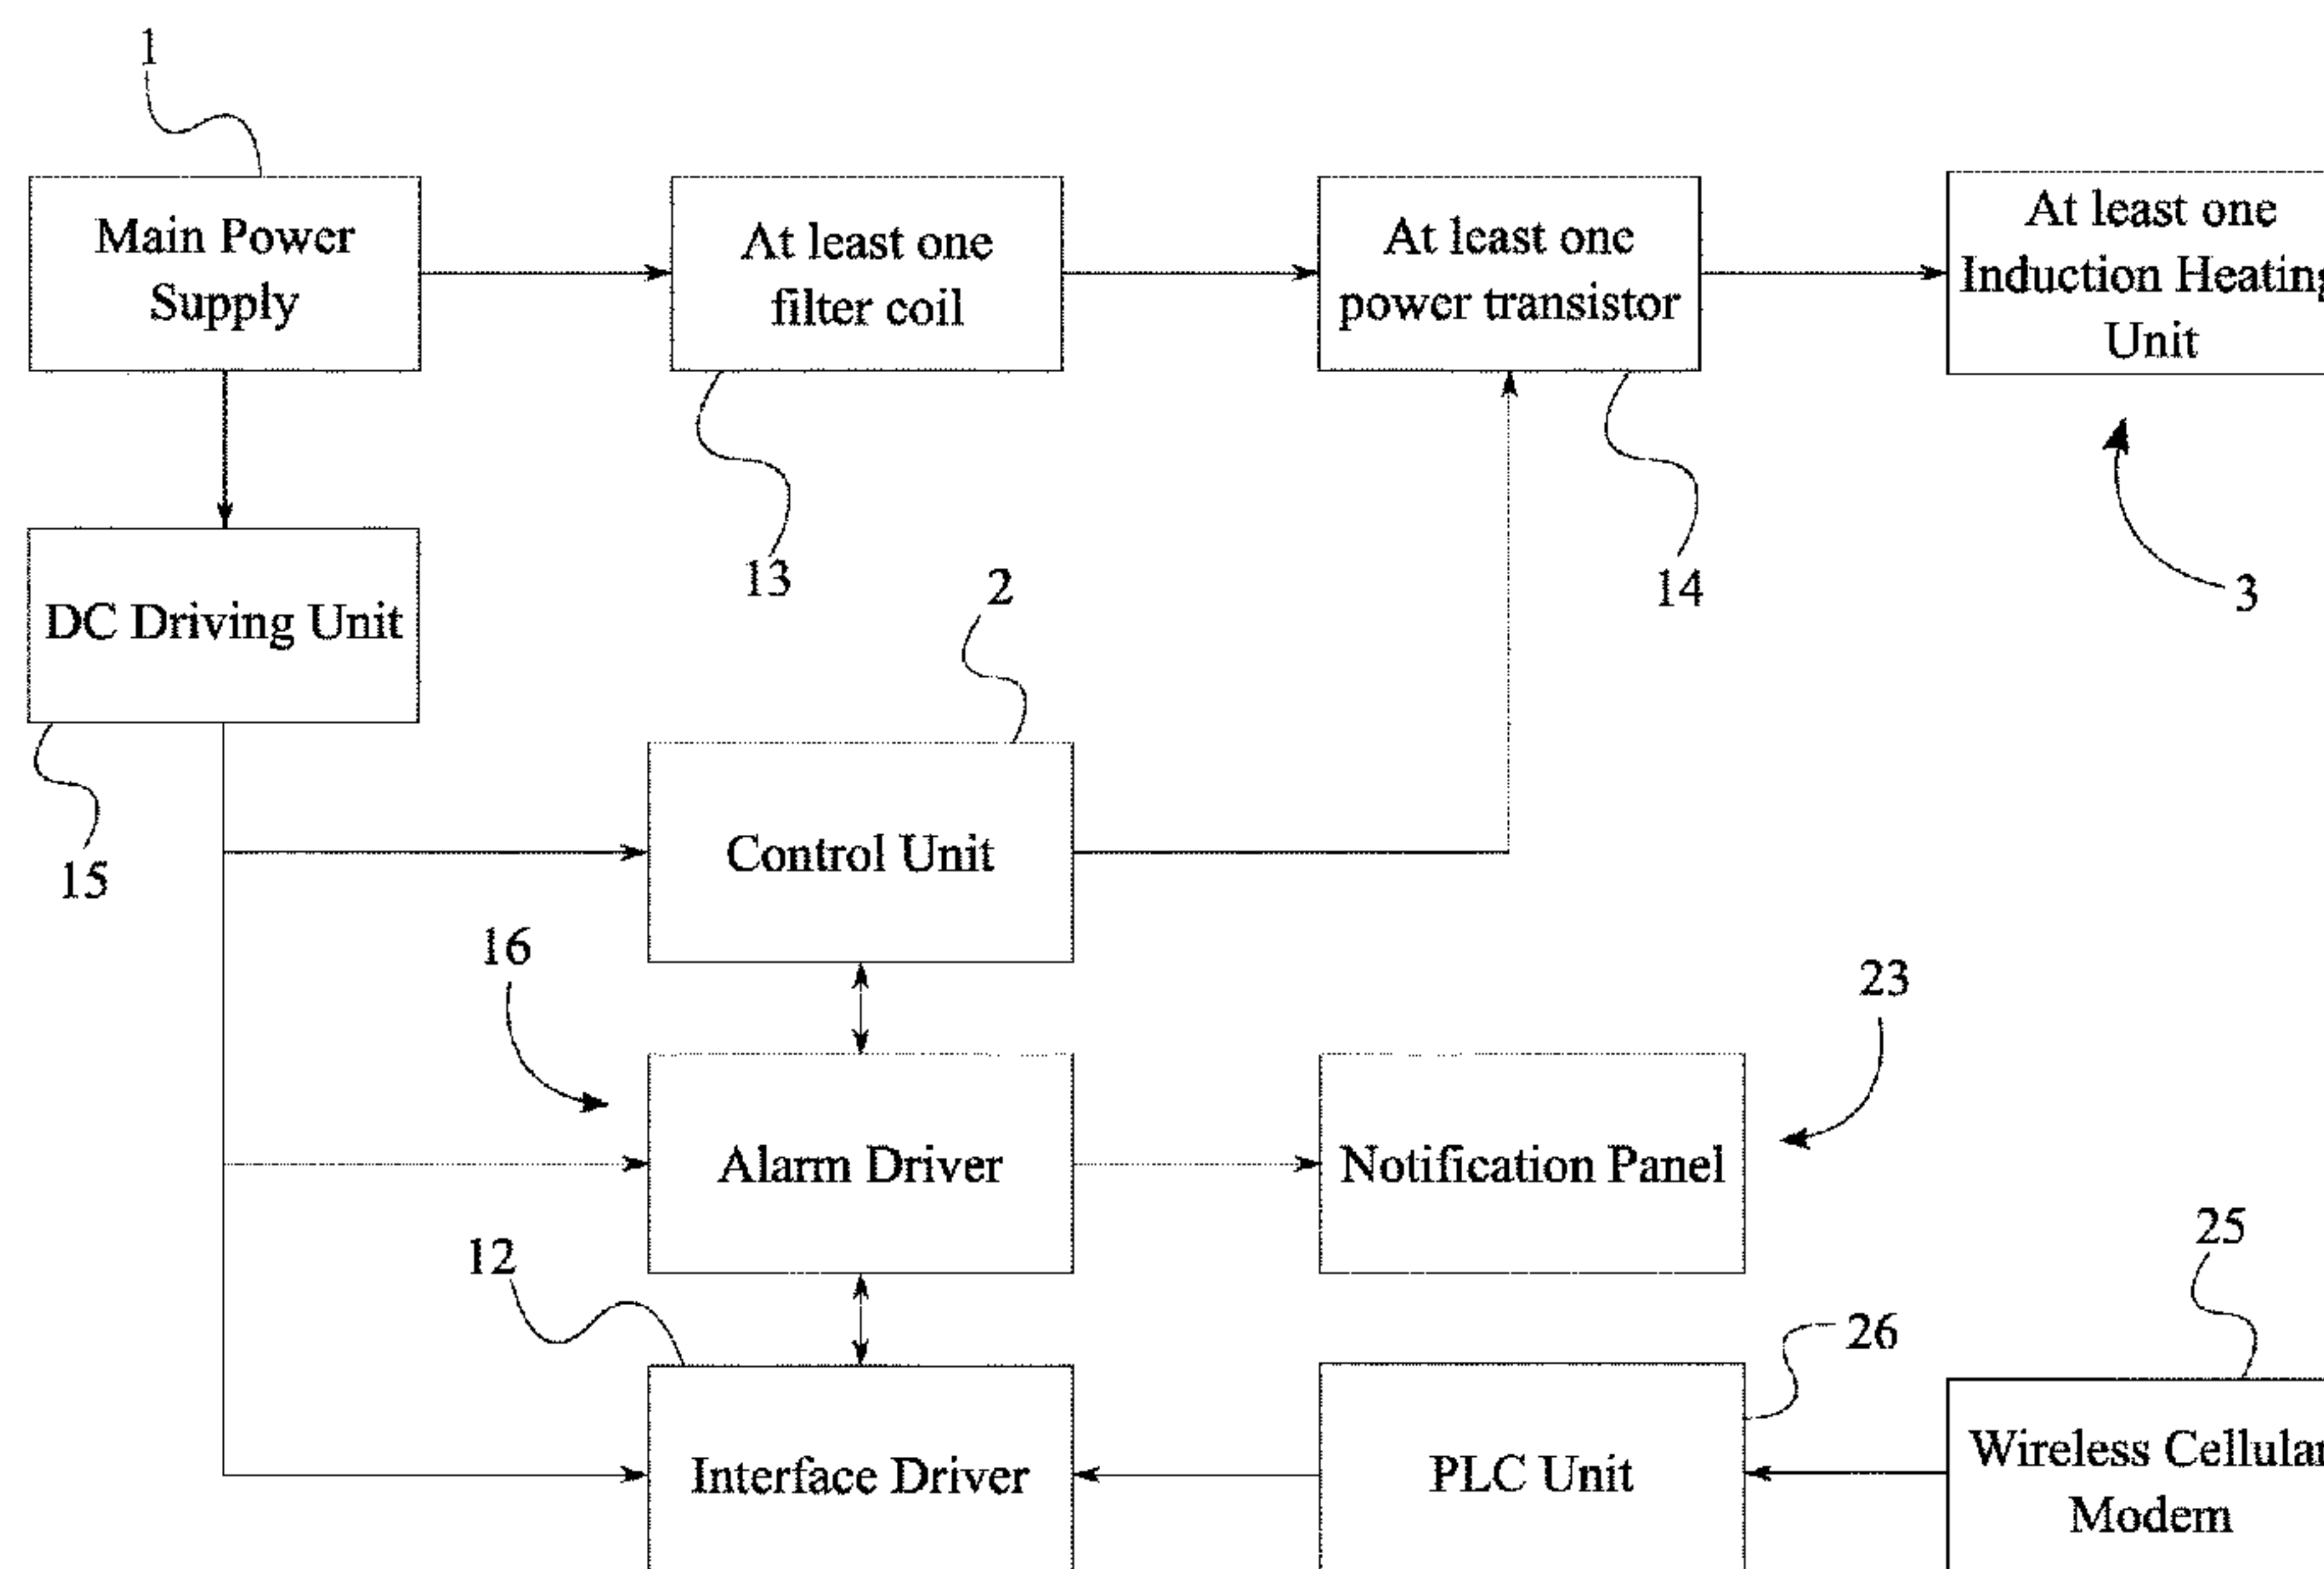 1
Main Power
Supply
At least one
filter coil
At least one
power transistor
At least one
Induction Heating
Unit
13
14
3
DC Driving Unit
2
15
Control Unit
16
23
Alarm Driver
Notification Panel
12
25
26
Interface Driver
PLC Unit
Wireless Cellular
Modem